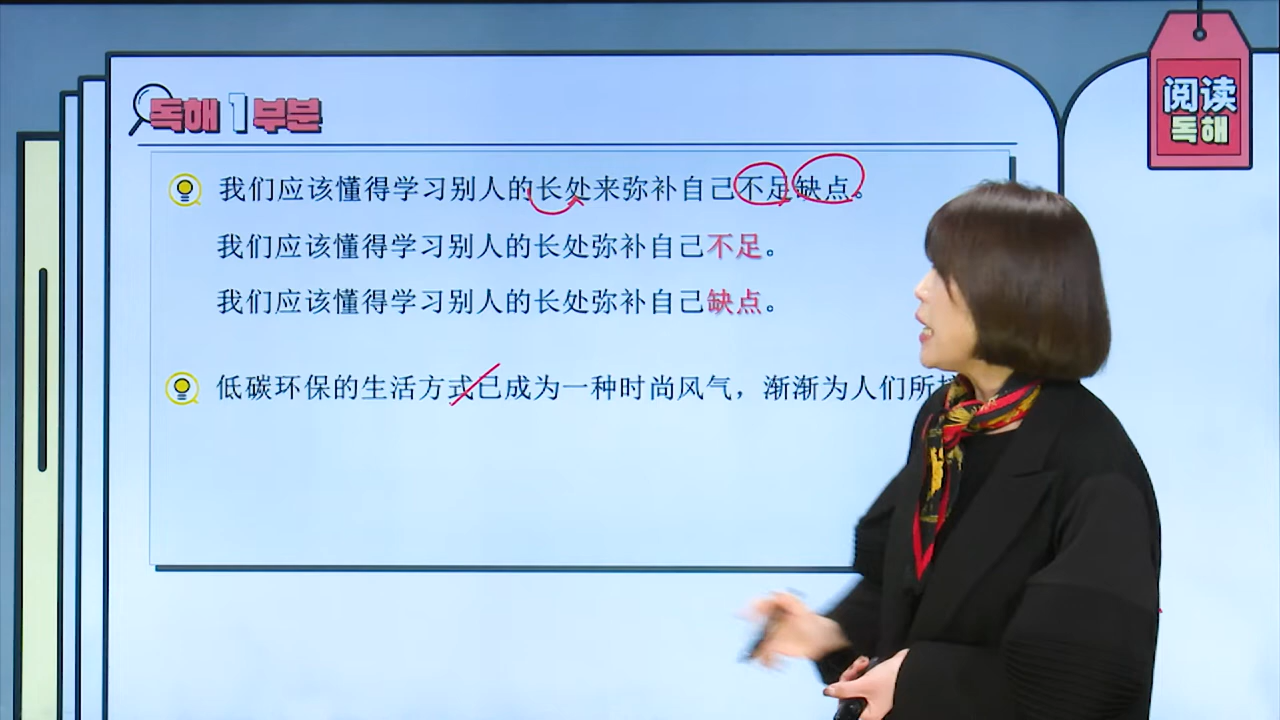 독해 1 부분
阅读
독해
我们应该懂得学习别人的长处来弥补自己不足缺点。
我们应该懂得学习别人的长处弥补自己不足。
我们应该懂得学习别人的长处弥补自己缺点。
低碳环保的生活方式已成为一种时尚风气，渐渐为人们所